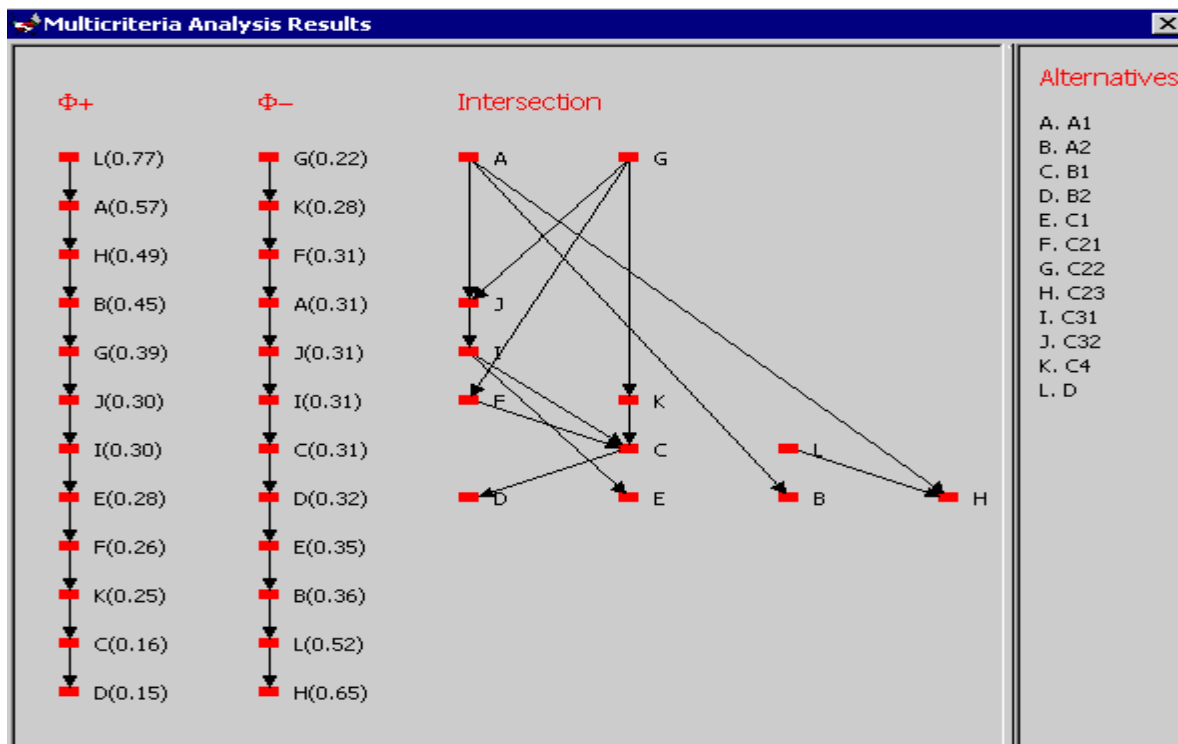 Multicriteria Analysis Results
Φ+
L(0.77)
A(0.57)
H(0.49)
B(0.45)
G(0.39)
J(0.30)
I(0.30)
E(0.28)
F(0.26)
K(0.25)
C(0.16)
D(0.15)
Φ−
G(0.22)
K(0.28)
F(0.31)
A(0.31)
J(0.31)
I(0.31)
C(0.31)
D(0.32)
E(0.35)
B(0.36)
L(0.52)
H(0.65)
Intersection
A G
J
I
F K
C L
D E B H
Alternatives
A. A1
B. A2
C. B1
D. B2
E. C1
F. C21
G. C22
H. C23
I. C31
J. C32
K. C4
L. D